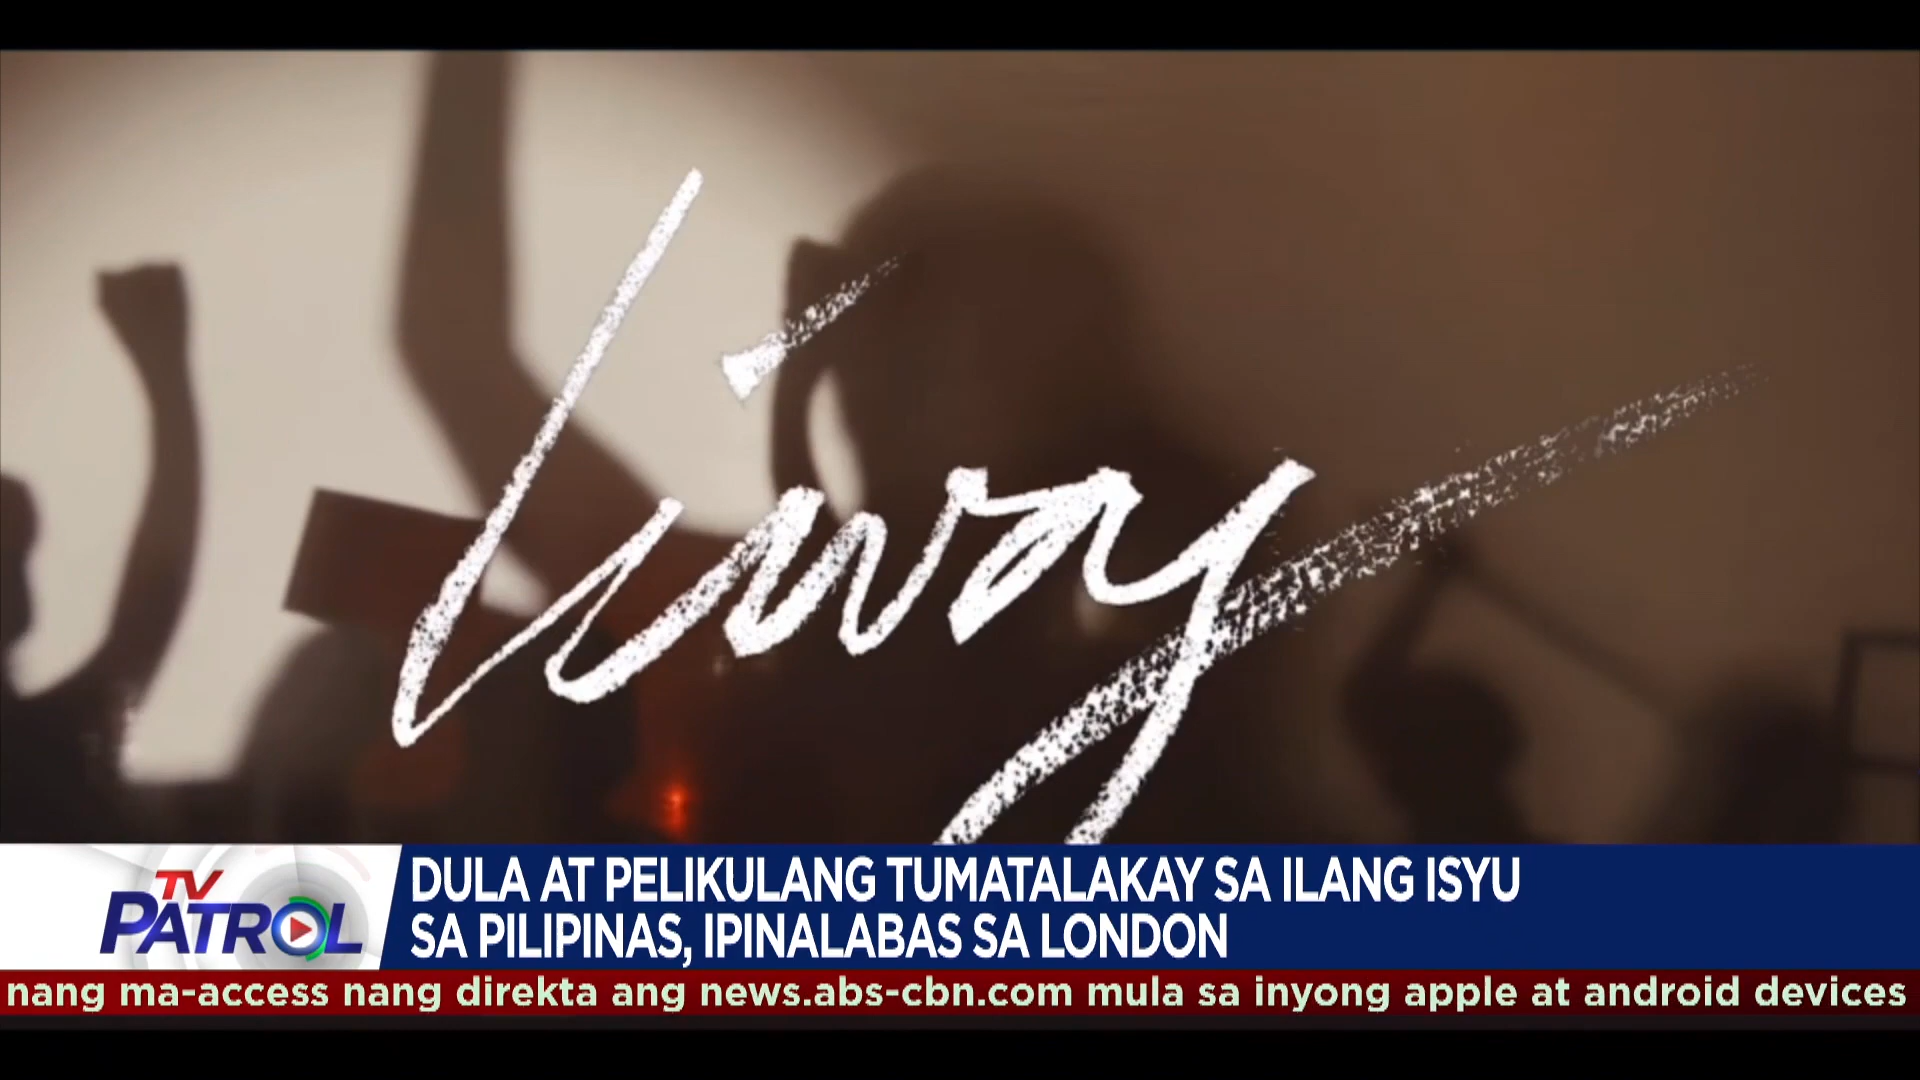 Liway
TV
PATROL
DULA AT PELIKULANG TUMATALAKAY SA ILANG ISYU
SA PILIPINAS, IPINALABAS SA LONDON
nang ma-access nang direkta ang news.abs-cbn.com mula sa inyong apple at android devices